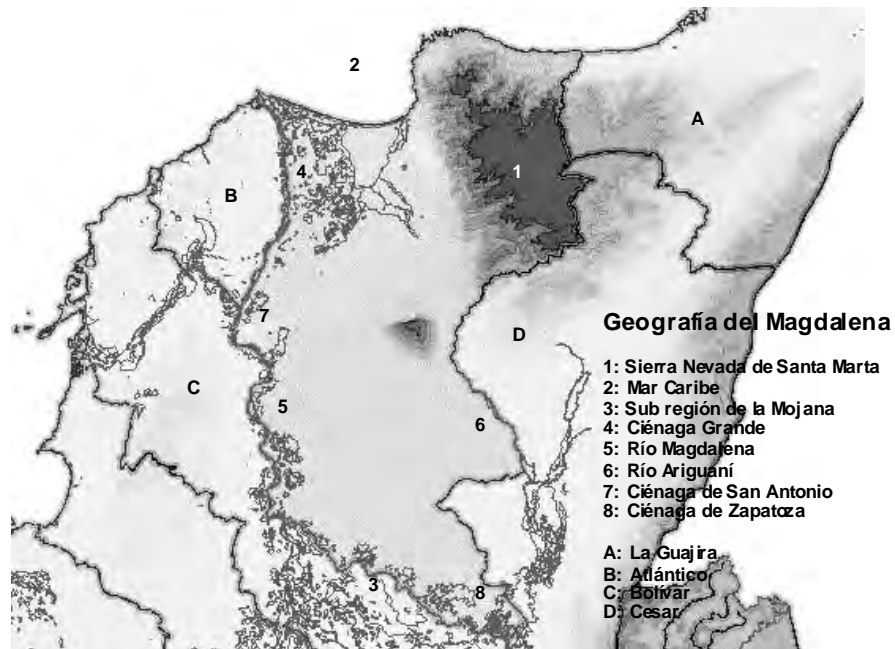 2
A
4
1
B
7
D
C
5
6
3
8
Geografía del Magdalena
1: Sierra Nevada de Santa Marta
2: Mar Caribe
3: Sub región de la Mojana
4: Ciénaga Grande
5: Río Magdalena
6: Río Ariguaní
7: Ciénaga de San Antonio
8: Ciénaga de Zapatoza
A: La Guajira
B: Atlántico
C: Bolívar
D: Cesar